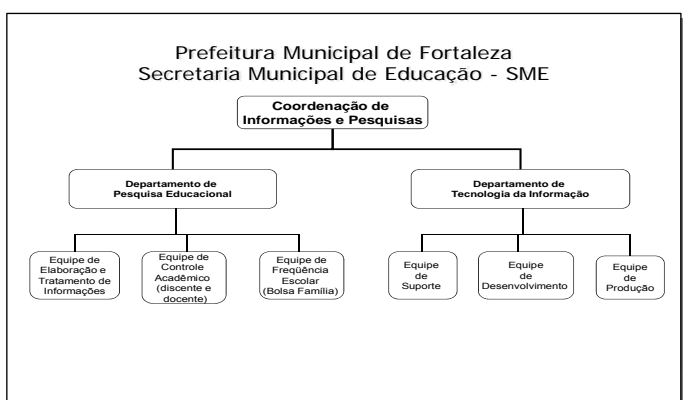 Prefeitura Municipal de Fortaleza
Secretaria Municipal de Educação - SME
Coordenação de
Informações e Pesquisas
Departamento de
Pesquisa Educacional
Departamento de
Tecnologia da Informação
Equipe de
Elaboração e
Tratamento de
Informações
Equipe de
Controle
Acadêmico
(discente e
docente)
Equipe de
Freqüência
Escolar
(Bolsa Família)
Equipe
de
Suporte
Equipe
de
Desenvolvimento
Equipe
de
Produção